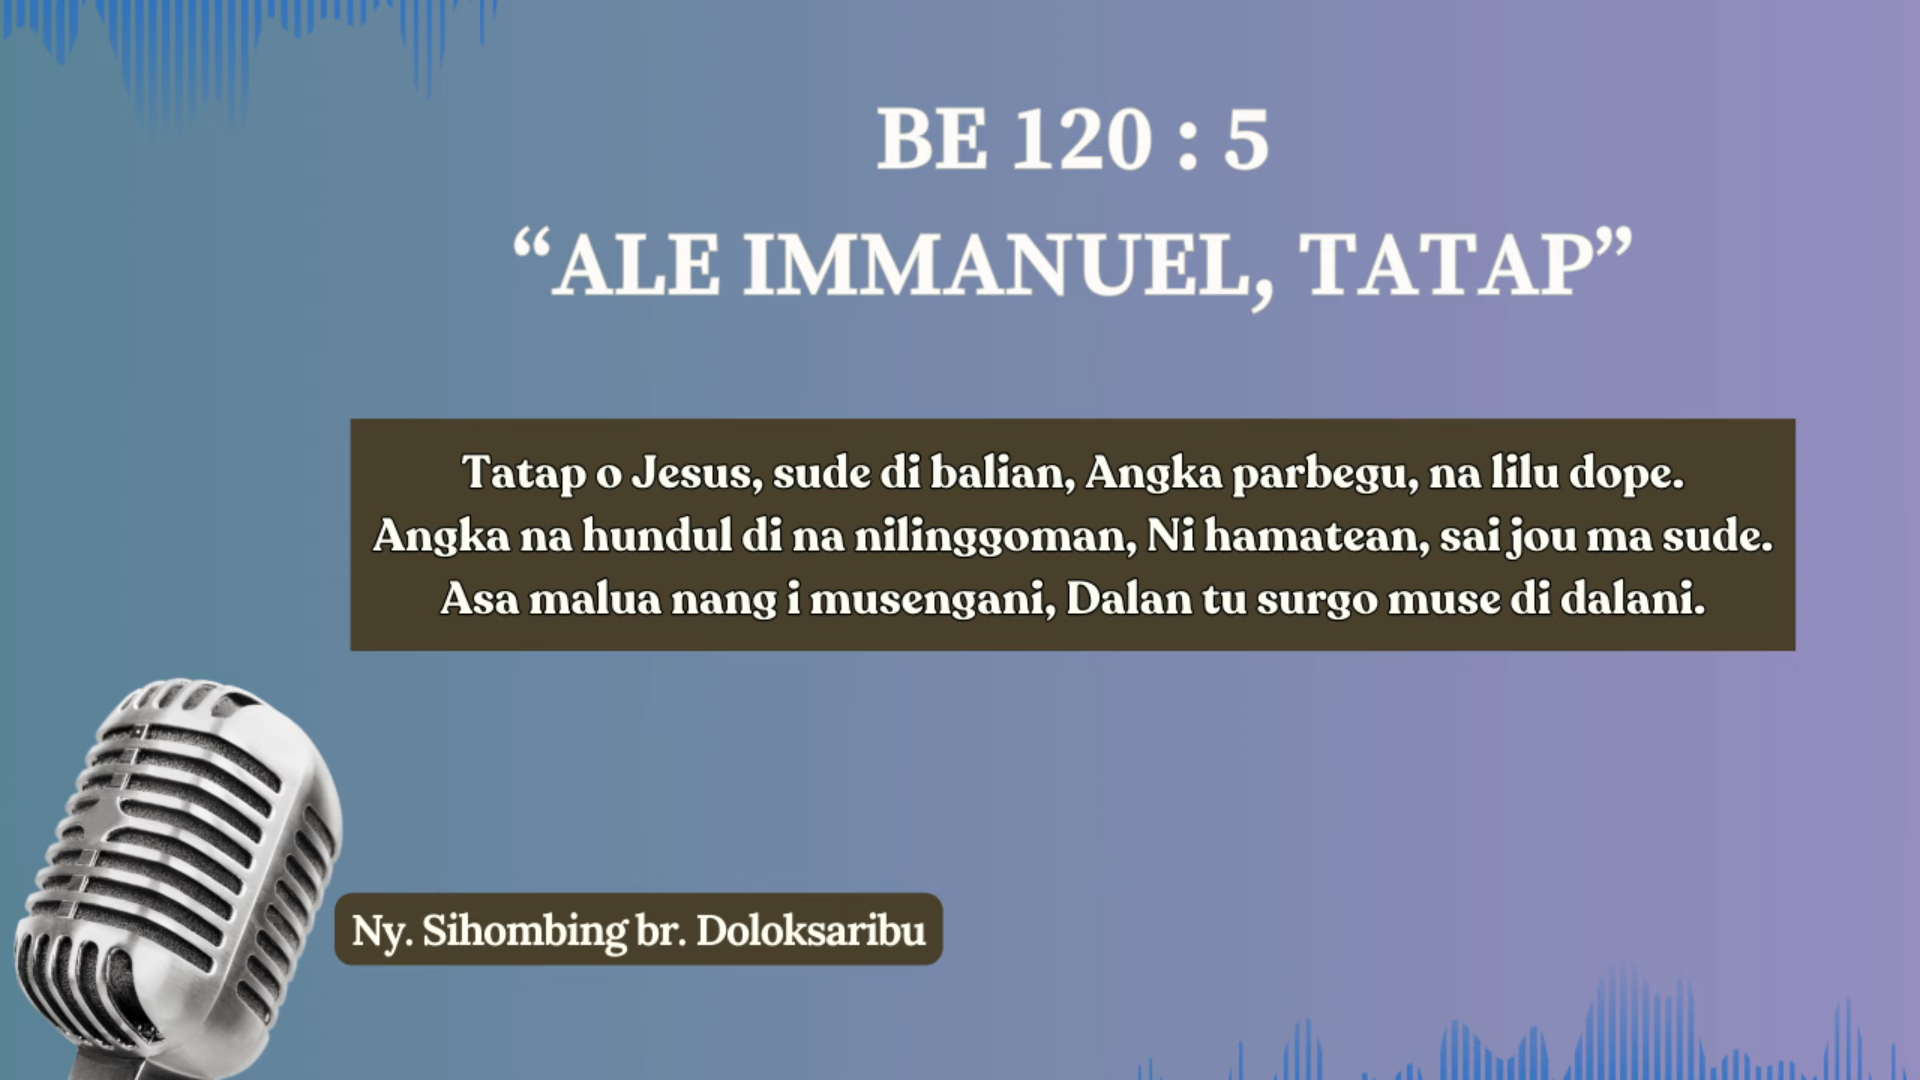 BE 120 : 5
“ALE IMMANUEL, TATAP”
Tatap o Jesus, sude di balian, Angka parbegu, na lilu dope.
Angka na hundul di na nilinggoman, Ni hamatean, sai jou ma sude.
Asa malua nang i musengani, Dalan tu surgo muse di dalani.
Ny. Sihombing br. Doloksaribu